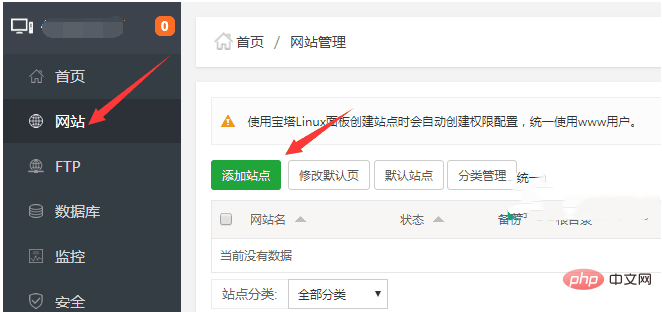 0
首页
网站
FTP
数据库
监控
安全
首页 / 网站管理
使用宝塔Linux面板创建站点时会自动创建权限配置，统一使用www用户。
添加站点 修改默认页 默认站点 分类管理 统一
网站名 状态 备份 根目录
当前没有数据
站点分类: 全部分类
php 中文网